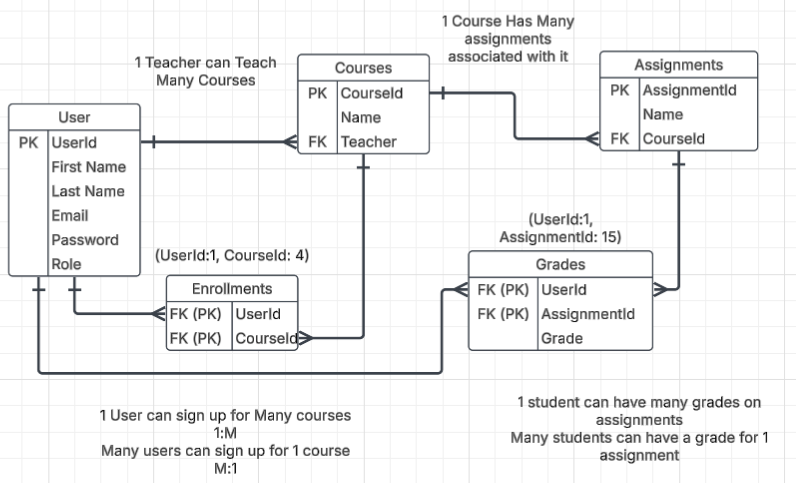 1 Course Has Many
assignments
associated with it
1 Teacher can Teach
Many Courses
Courses
PK CourseId
Name
FK Teacher
Assignments
PK AssignmentId
Name
FK CourseId
User
PK UserId
First Name
Last Name
Email
Password
Role
(UserId:1, CourseId: 4)
Enrollments
FK (PK) UserId
FK (PK) CourseId
(UserId:1,
AssignmentId: 15)
Grades
FK (PK) UserId
FK (PK) AssignmentId
Grade
1 User can sign up for Many courses
1:M
Many users can sign up for 1 course
M:1
1 student can have many grades on
assignments
Many students can have a grade for 1
assignment